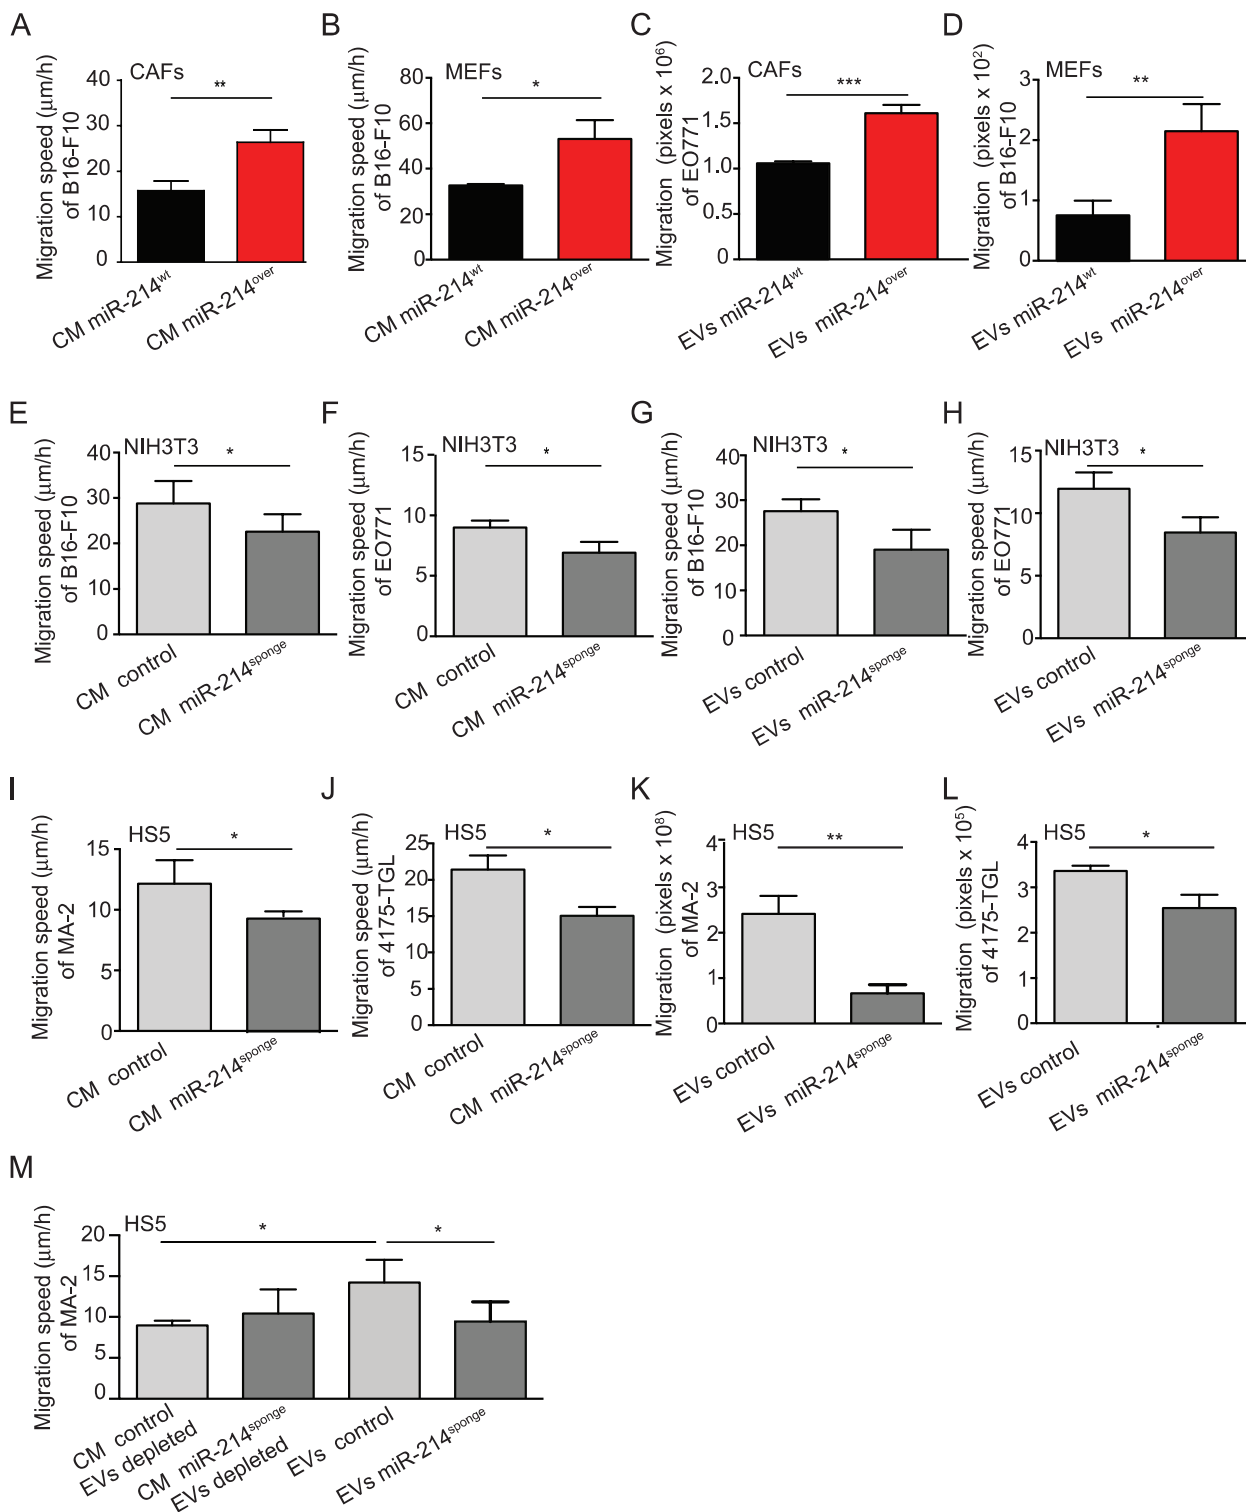 A
Migration speed (μm/h)
of B16-F10
CAFs
**
40
30
20
10
0
CM miR-214wt
CM miR-214over
B
Migration speed (μm/h)
of B16-F10
MEFs
*
80
60
40
20
0
CM miR-214wt
CM miR-214over
C
Migration (pixels x 10⁶)
of EO771
CAFs
***
2.0
1.5
1.0
0.5
0
EVs miR-214wt
EVs miR-214over
D
Migration (pixels x 10²)
of B16-F10
MEFs
**
3
2
1
0
EVs miR-214wt
EVs miR-214over
E
Migration speed (μm/h)
of B16-F10
NIH3T3
*
40
30
20
10
0
CM control
CM miR-214sponge
F
Migration speed (μm/h)
of EO771
NIH3T3
*
15
10
5
0
CM control
CM miR-214sponge
G
Migration speed (μm/h)
of B16-F10
NIH3T3
*
40
30
20
10
0
EVs control
EVs miR-214sponge
H
Migration speed (μm/h)
of EO771
NIH3T3
*
15
10
5
0
EVs control
EVs miR-214sponge
I
Migration speed (μm/h)
of MA-2
HS5
*
15
10
5
0
CM control
CM miR-214sponge
J
Migration speed (μm/h)
of 4175-TGL
HS5
*
25
20
15
10
5
0
CM control
CM miR-214sponge
K
Migration (pixels x 10⁸)
of MA-2
HS5
**
4
3
2
1
0
EVs control
EVs miR-214sponge
L
Migration (pixels x 10⁵)
of 4175-TGL
HS5
*
4
3
2
1
0
EVs control
EVs miR-214sponge
M
Migration speed (μm/h)
of MA-2
HS5
*
*
20
15
10
5
0
CM control
EVs depleted
CM miR-214sponge
EVs depleted
EVs control
EVs miR-214sponge